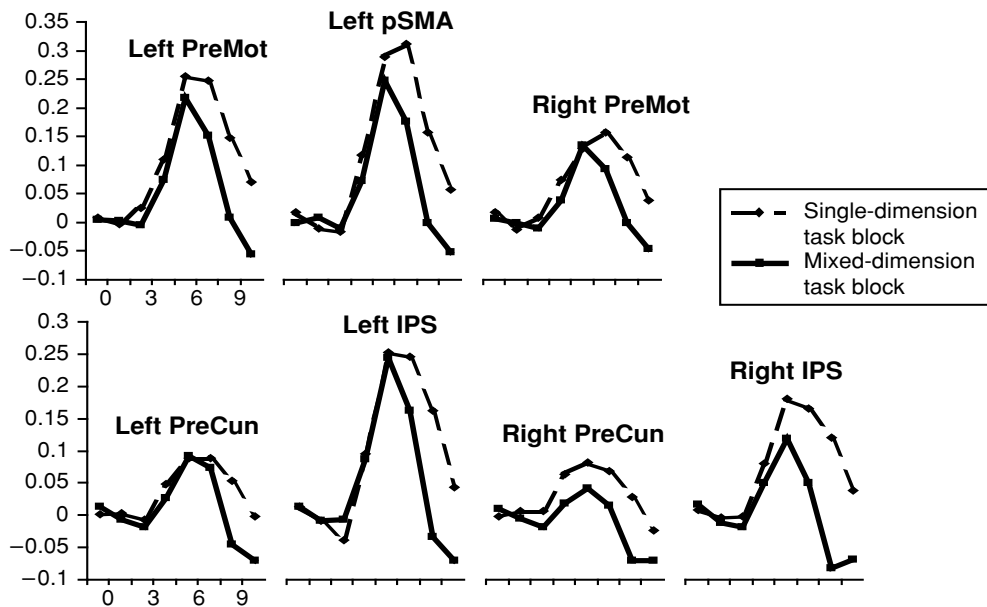 0.35
0.3
0.25
0.2
0.15
0.1
0.05
0
−0.05
−0.1
Left PreMot
Left pSMA
Right PreMot
0 3 6 9
Single-dimension
task block
Mixed-dimension
task block
0.3
0.25
0.2
0.15
0.1
0.05
0
−0.05
−0.1
Left PreCun
Left IPS
Right PreCun
Right IPS
0 3 6 9